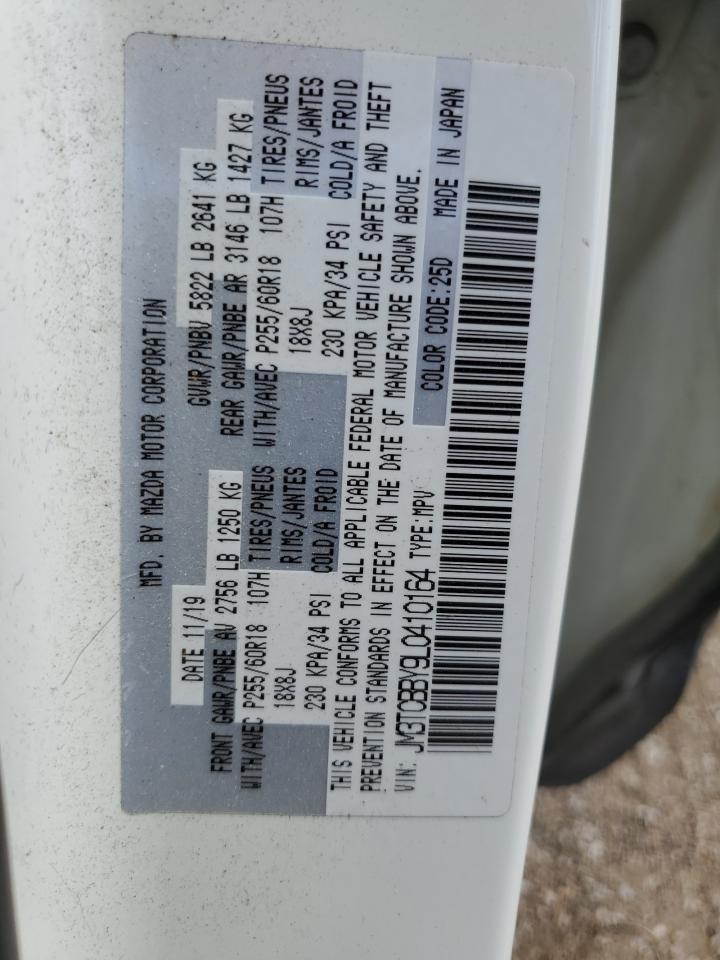 MFD. BY MAZDA MOTOR CORPORATION
DATE 11/19 GVWR/PNBV 5822 LB 2641 KG
FRONT GAWR/PNBE AV 2756 LB 1250 KG REAR GAWR/PNBE AR 3146 LB 1427 KG
WITH/AVEC P255/60R18 107H TIRES/PNEUS WITH/AVEC P255/60R18 107H TIRES/PNEUS
18X8J RIMS/JANTES 18X8J RIMS/JANTES
230 KPA/34 PSI COLD/A FROID 230 KPA/34 PSI COLD/A FROID
THIS VEHICLE CONFORMS TO ALL APPLICABLE FEDERAL MOTOR VEHICLE SAFETY AND THEFT
PREVENTION STANDARDS IN EFFECT ON THE DATE OF MANUFACTURE SHOWN ABOVE.
VIN: JM3TCBBY9L0410164 TYPE:MPV COLOR CODE:25D MADE IN JAPAN